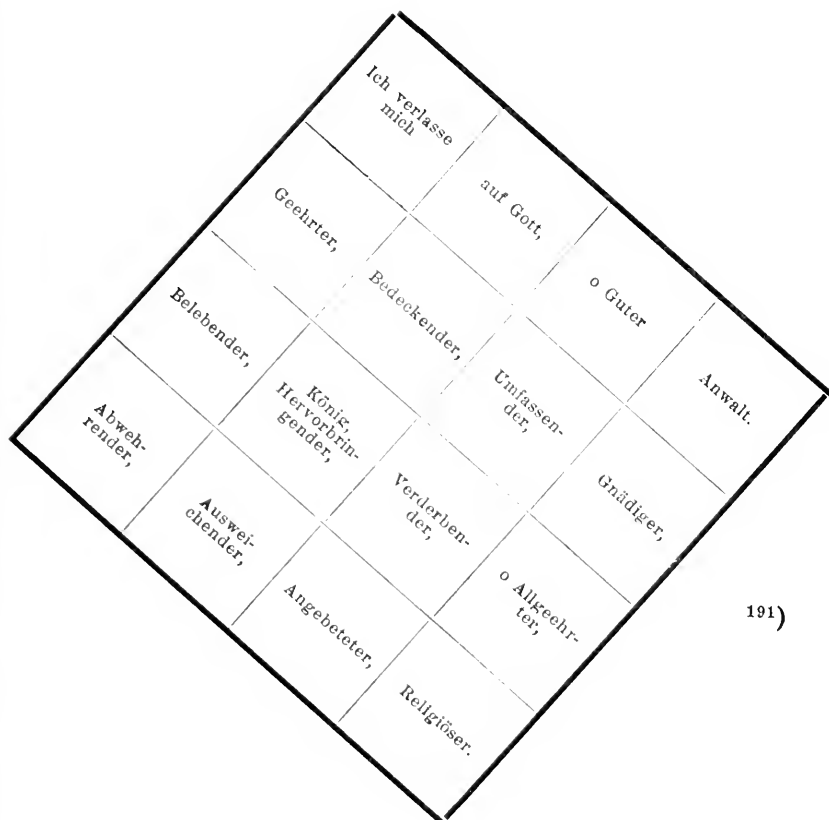 Ich verlasse
mich
auf Gott,
o Guter
Anwalt.
Geehrter,
Bedeckender,
Umfassen-
der,
Gnädiger,
Belebender,
König,
Hervorbrin-
gender,
Verderben-
der,
o Allgeehr-
ter,
Abweh-
render,
Auswei-
chender,
Angebeteter,
Religiöser.
191)